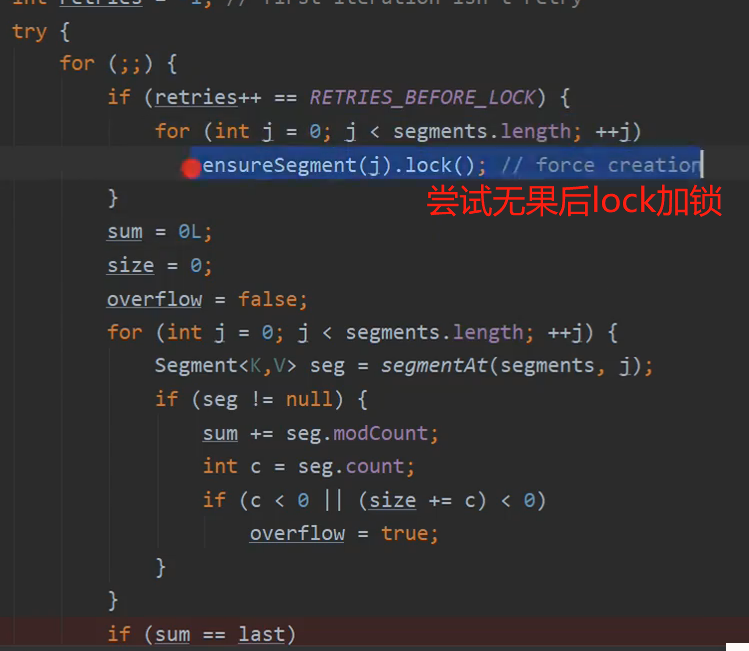 int retries = -1; // first iteration isn't retry
try {
for (;;) {
if (retries++ == RETRIES_BEFORE_LOCK) {
for (int j = 0; j < segments.length; ++j)
ensureSegment(j).lock(); // force creation
尝试无果后lock加锁
}
sum = 0L;
size = 0;
overflow = false;
for (int j = 0; j < segments.length; ++j) {
Segment<K,V> seg = segmentAt(segments, j);
if (seg != null) {
sum += seg.modCount;
int c = seg.count;
if (c < 0 || (size += c) < 0)
overflow = true;
}
}
if (sum == last)